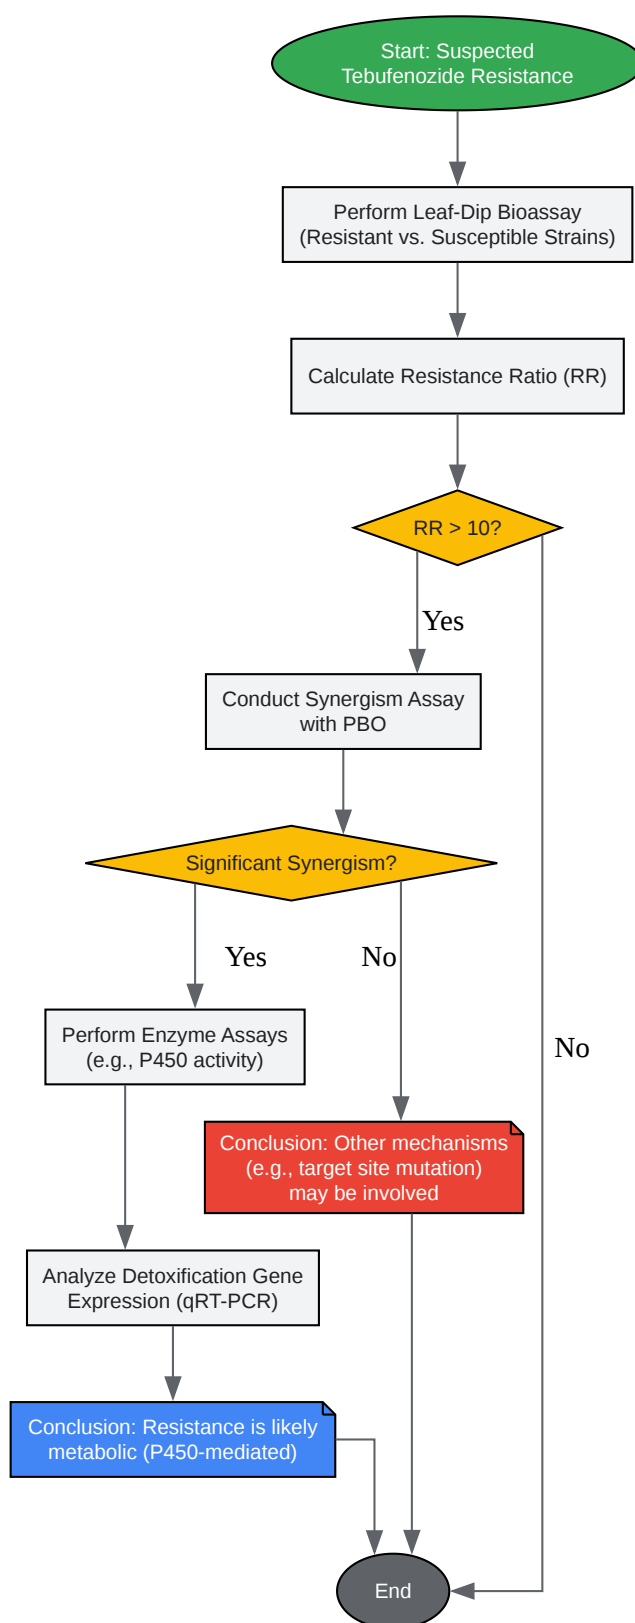 Start: Suspected
Tebufenozide Resistance
Perform Leaf-Dip Bioassay
(Resistant vs. Susceptible Strains)
Calculate Resistance Ratio (RR)
RR > 10?
Yes
Conduct Synergism Assay
with PBO
Significant Synergism?
Yes
No
Perform Enzyme Assays
(e.g., P450 activity)
No
Conclusion: Other mechanisms
(e.g., target site mutation)
may be involved
Analyze Detoxification Gene
Expression (qRT-PCR)
Conclusion: Resistance is likely
metabolic (P450-mediated)
End